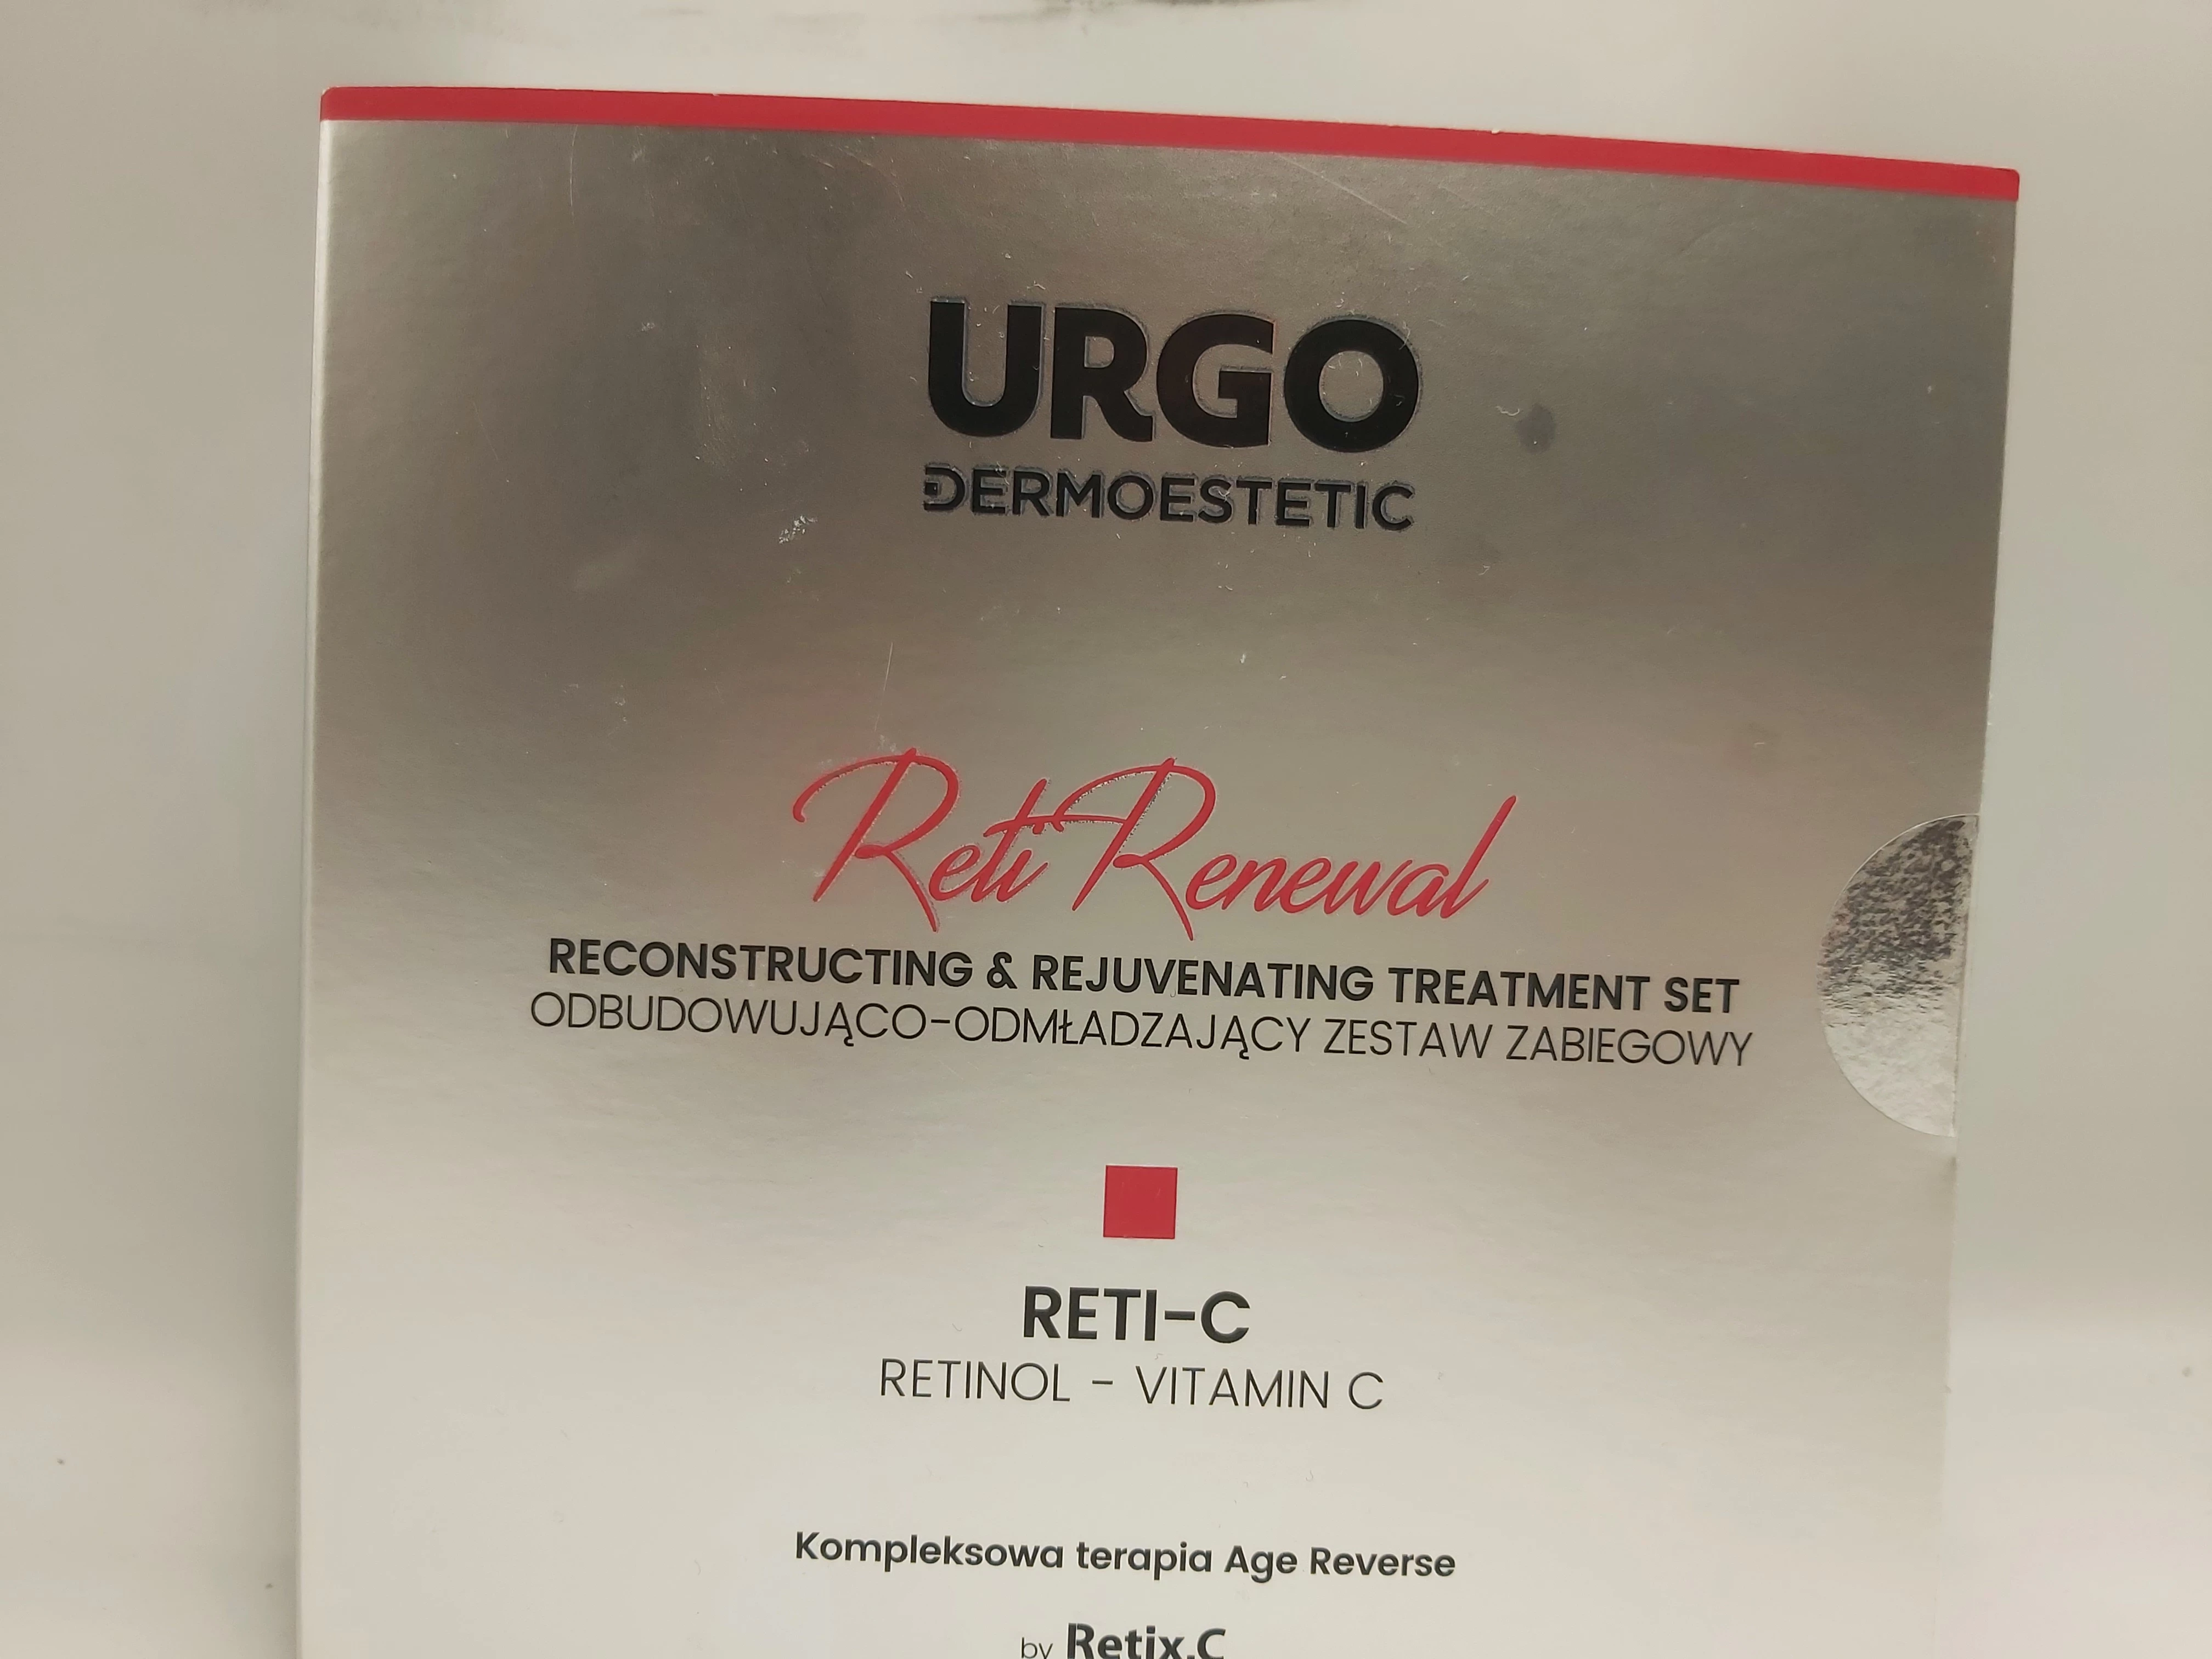 URGO
DERMOESTETIC
Reti Renewal
RECONSTRUCTING & REJUVENATING TREATMENT SET
ODBUDOWUJĄCO-ODMŁADZAJĄCY ZESTAW ZABIEGOWY
RETI-C
RETINOL - VITAMIN C
Kompleksowa terapia Age Reverse
by Retix.C